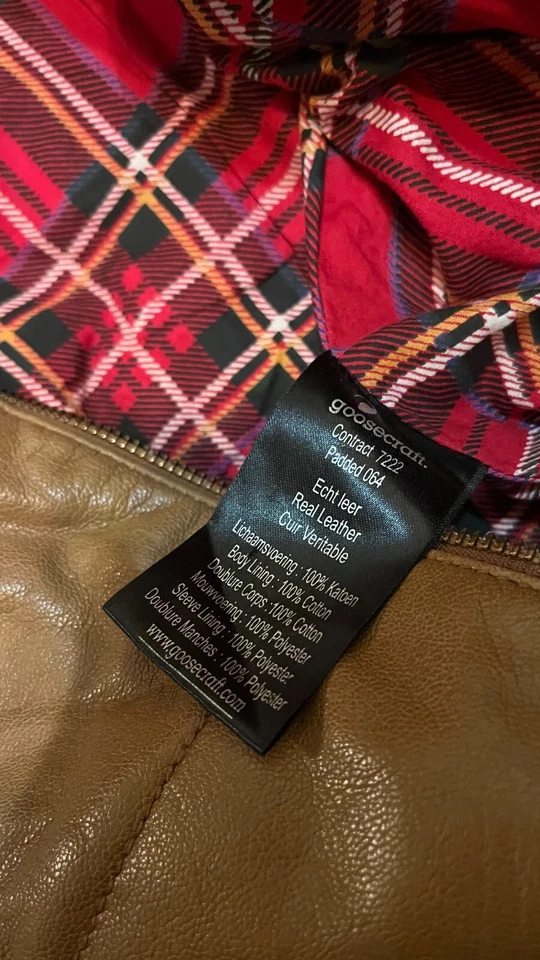 goosecraft.
Contract 7222
Padded 064
Echt leer
Real Leather
Cuir Veritable
Lichaamsvoering : 100% Katoen
Body Lining : 100% Cotton
Doublure Corps :100% Cotton
Mouwvoering : 100% Polyester
Sleeve Lining : 100% Polyester.
Doublure Manches : 100% Polyester
www.goosecraft.com